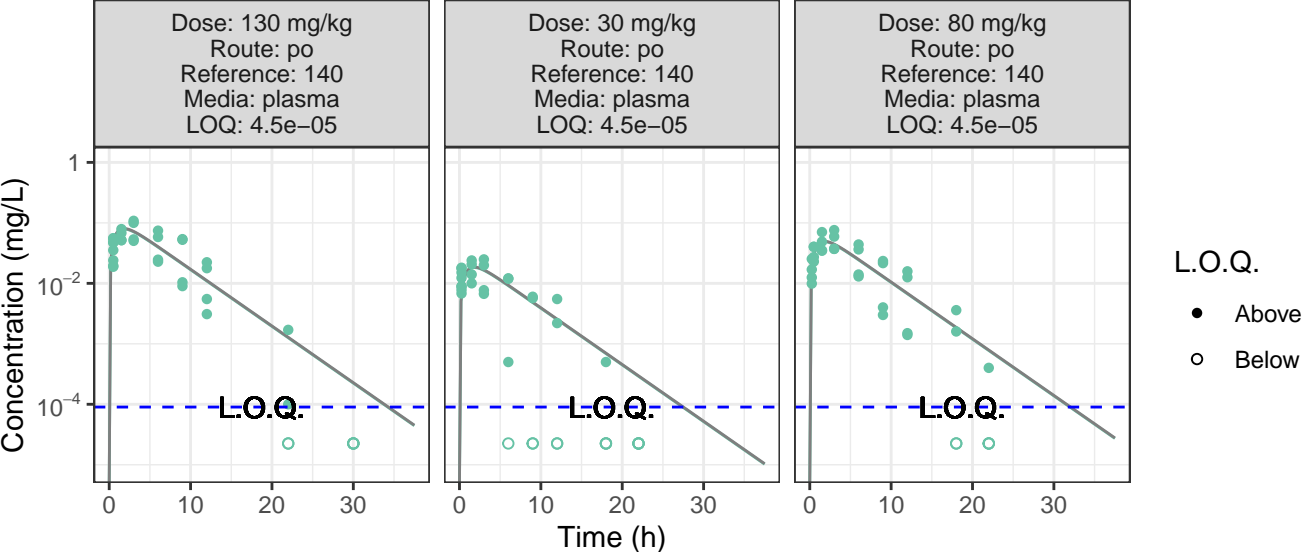 Dose: 130 mg/kg
Route: po
Reference: 140
Media: plasma
LOQ: 4.5e−05
Dose: 30 mg/kg
Route: po
Reference: 140
Media: plasma
LOQ: 4.5e−05
Dose: 80 mg/kg
Route: po
Reference: 140
Media: plasma
LOQ: 4.5e−05
Concentration (mg/L)
1
10⁻²
10⁻⁴
L.O.Q.
L.O.Q.
L.O.Q.
0 10 20 30
0 10 20 30
0 10 20 30
Time (h)
L.O.Q.
Above
Below